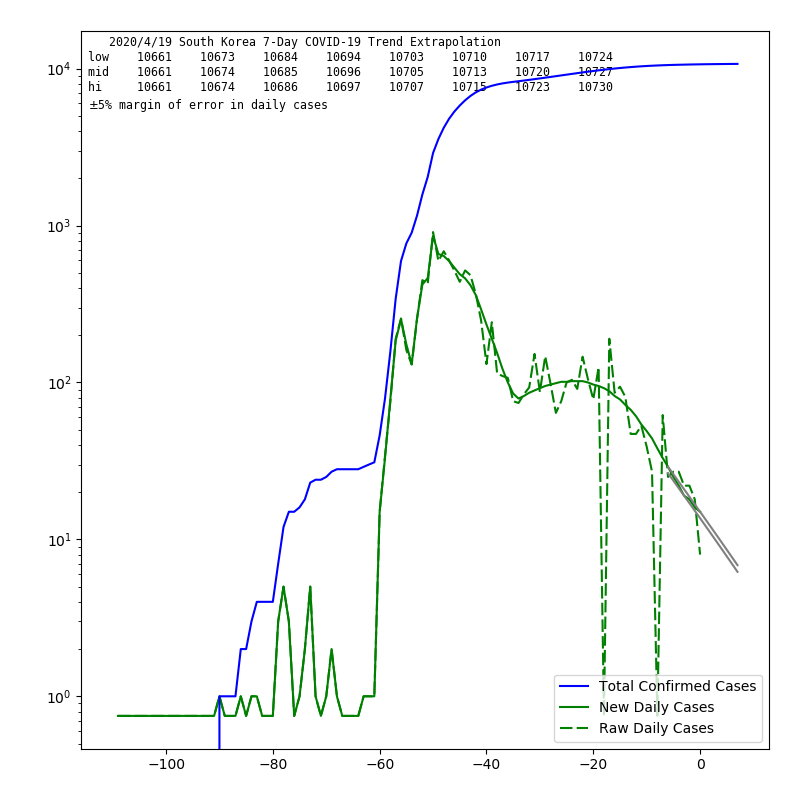 2020/4/19 South Korea 7-Day COVID-19 Trend Extrapolation
low 10661 10673 10684 10694 10703 10710 10717 10724
mid 10661 10674 10685 10696 10705 10713 10720 10727
hi 10661 10674 10686 10697 10707 10715 10723 10730
±5% margin of error in daily cases
10⁴
10³
10²
10¹
10⁰
Total Confirmed Cases
New Daily Cases
Raw Daily Cases
−100 −80 −60 −40 −20 0